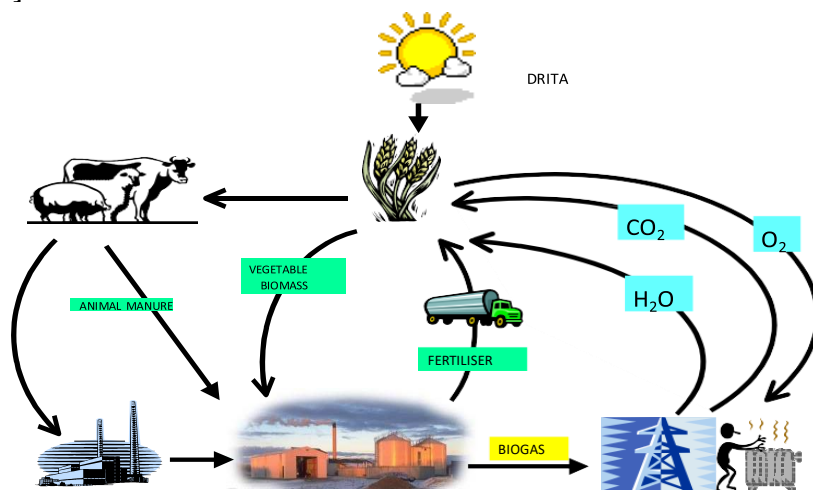 DRITA
CO₂
O₂
H₂O
VEGETABLE
BIOMASS
ANIMAL MANURE
FERTILISER
BIOGAS